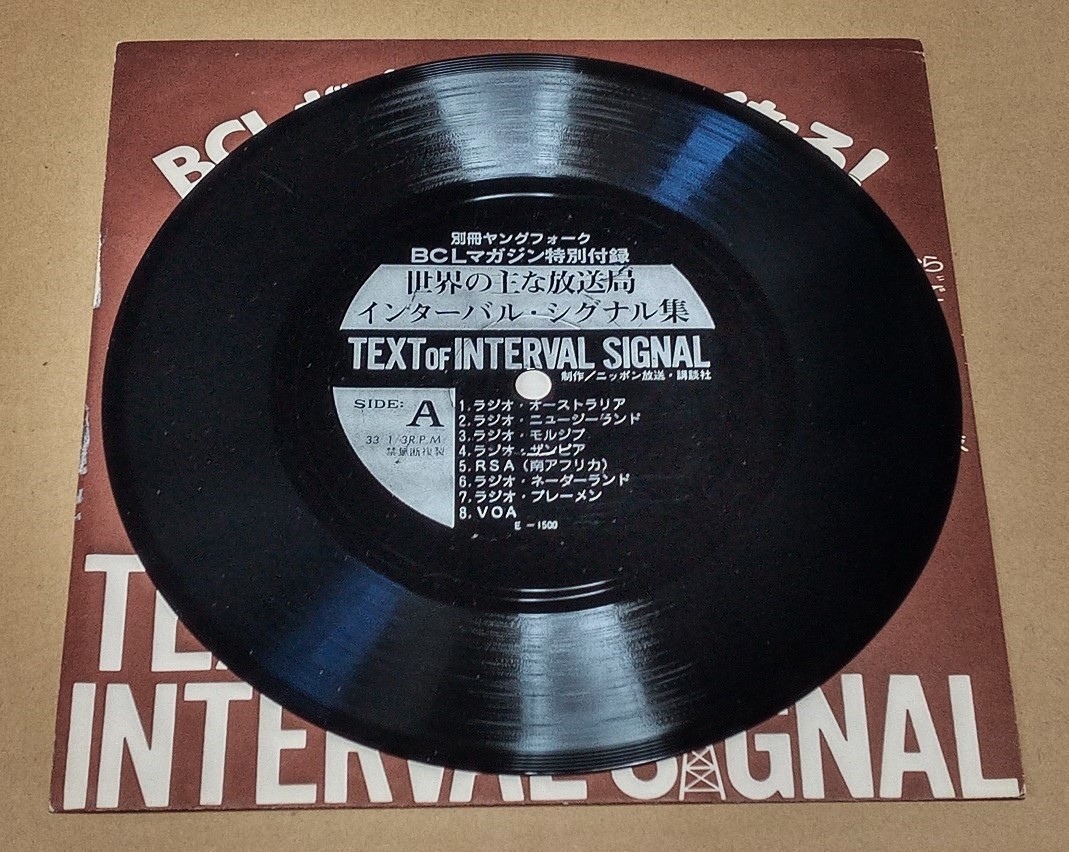 別冊ヤングフォーク
BCLマガジン特別付録
世界の主な放送局
インターバル・シグナル集
TEXT OF INTERVAL SIGNAL
制作/ニッポン放送・講談社
SIDE: A
33 1/3R.P.M.
禁無断複製
1.ラジオ・オーストラリア
2.ラジオ・ニュージーランド
3.ラジオ・モルジブ
4.ラジオ・ザンビア
5.RSA(南アフリカ)
6.ラジオ・ネーダーランド
7.ラジオ・ブレーメン
8.VOA
E-1500
INTERVAL SIGNAL